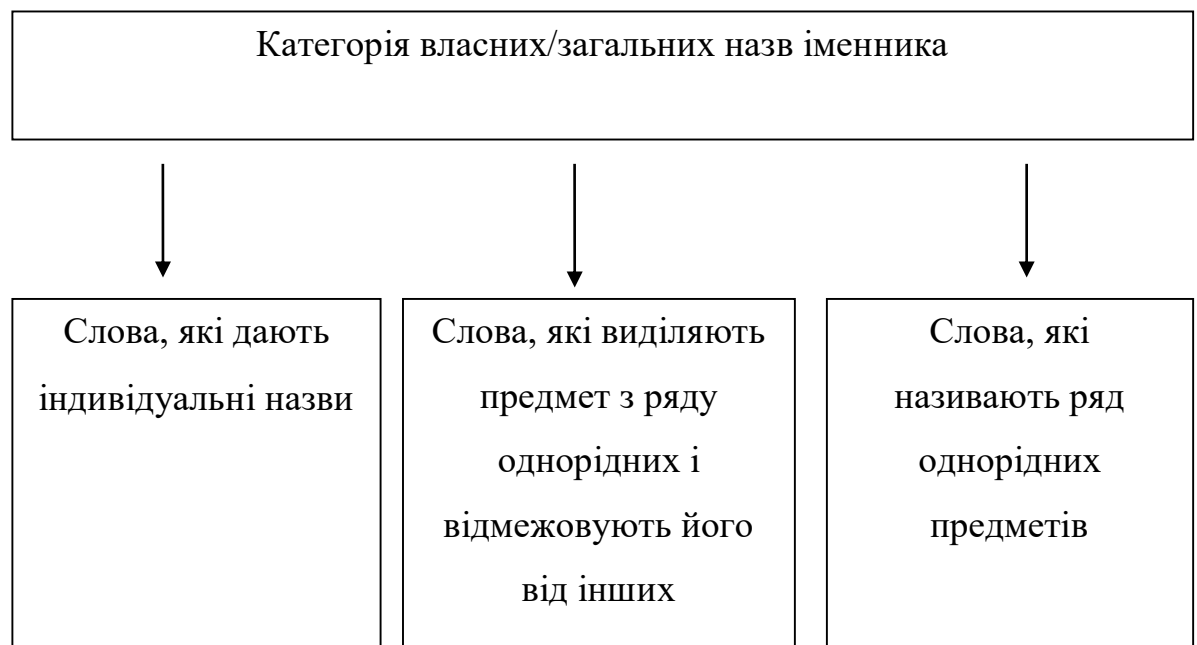 Категорія власних/загальних назв іменника
Слова, які дають
індивідуальні назви
Слова, які виділяють
предмет з ряду
однорідних і
відмежовують його
від інших
Слова, які
називають ряд
однорідних
предметів